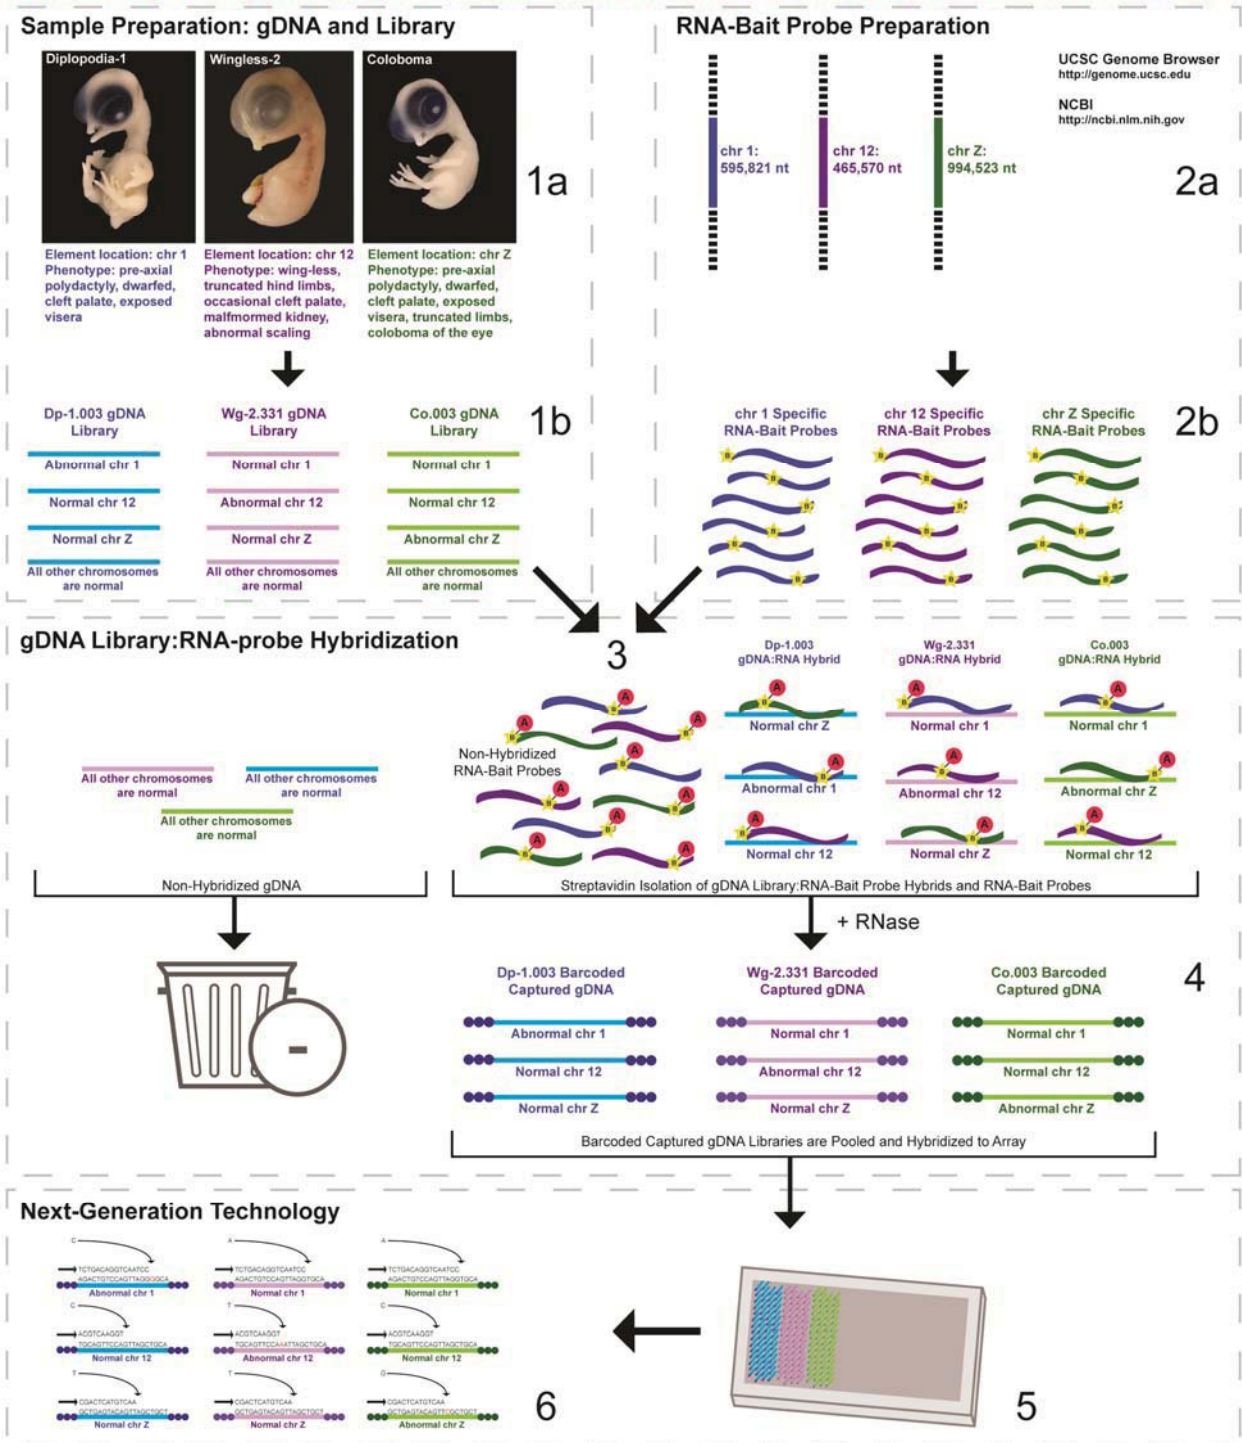 Sample Preparation: gDNA and Library
Diplopodia-1
Wingless-2
Coloboma
1a
Element location: chr 1
Phenotype: pre-axial
polydactyly, dwarfed,
cleft palate, exposed
visera
Element location: chr 12
Phenotype: wing-less,
truncated hind limbs,
occasional cleft palate,
malfmormed kidney,
abnormal scaling
Element location: chr Z
Phenotype: pre-axial
polydactyly, dwarfed,
cleft palate, exposed
visera, truncated limbs,
coloboma of the eye
1b
Dp-1.003 gDNA
Library
Abnormal chr 1
Normal chr 12
Normal chr Z
All other chromosomes
are normal
Wg-2.331 gDNA
Library
Normal chr 1
Abnormal chr 12
Normal chr Z
All other chromosomes
are normal
Co.003 gDNA
Library
Normal chr 1
Normal chr 12
Abnormal chr Z
All other chromosomes
are normal
RNA-Bait Probe Preparation
chr 1:
595,821 nt
chr 12:
465,570 nt
chr Z:
994,523 nt
UCSC Genome Browser
http://genome.ucsc.edu
NCBI
http://ncbi.nlm.nih.gov
2a
2b
chr 1 Specific
RNA-Bait Probes
chr 12 Specific
RNA-Bait Probes
chr Z Specific
RNA-Bait Probes
gDNA Library:RNA-probe Hybridization
3
All other chromosomes
are normal
All other chromosomes
are normal
All other chromosomes
are normal
Non-Hybridized gDNA
Non-Hybridized
RNA-Bait Probes
Dp-1.003
gDNA:RNA Hybrid
Normal chr Z
Abnormal chr 1
Normal chr 12
Wg-2.331
gDNA:RNA Hybrid
Normal chr 1
Abnormal chr 12
Normal chr Z
Co.003
gDNA:RNA Hybrid
Normal chr 1
Abnormal chr Z
Normal chr 12
Streptavidin Isolation of gDNA Library:RNA-Bait Probe Hybrids and RNA-Bait Probes
+ RNase
4
Dp-1.003 Barcoded
Captured gDNA
Abnormal chr 1
Normal chr 12
Normal chr Z
Wg-2.331 Barcoded
Captured gDNA
Normal chr 1
Abnormal chr 12
Normal chr Z
Co.003 Barcoded
Captured gDNA
Normal chr 1
Normal chr 12
Abnormal chr Z
Barcoded Captured gDNA Libraries are Pooled and Hybridized to Array
Next-Generation Technology
C
TCTGACAGGTCAATCC
Abnormal chr 1
A
TCTGACAGGTCAATCC
AGACTGTCCAGTTAGGTGCA
Normal chr 1
A
TCTGACAGGTCAATCC
AGACTGTCCAGTTAGGTGCA
Normal chr 1
C
ACGTCAAGGT
TGCAGTTCCAGTTAGCTGCA
Normal chr 12
T
ACGTCAAGGT
TGCAGTTCCAAATTAGCTGCA
Abnormal chr 12
C
ACGTCAAGGT
TGCAGTTCCAGTTAGCTGCA
Normal chr 12
T
CGACTCATGTCAA
GCTGAGTACAGTTAGCTGCT
Normal chr Z
T
CGACTCATGTCAA
GCTGAGTACAGTTAGCTGCT
Normal chr Z
G
CGACTCATGTCAA
Abnormal chr Z
6
5